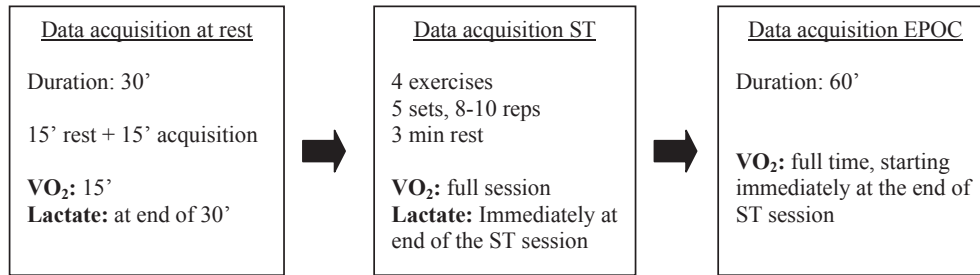 Data acquisition at rest
Duration: 30’
15’ rest + 15’ acquisition
VO₂: 15’
Lactate: at end of 30’
Data acquisition ST
4 exercises
5 sets, 8-10 reps
3 min rest
VO₂: full session
Lactate: Immediately at
end of the ST session
Data acquisition EPOC
Duration: 60’
VO₂: full time, starting
immediately at the end of
ST session